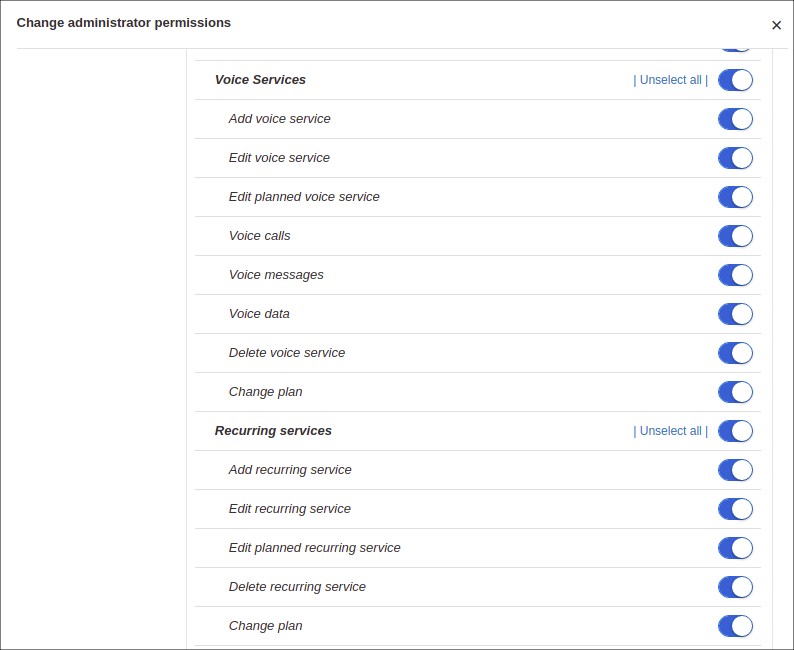 Change administrator permissions
×
Voice Services | Unselect all |
Add voice service
Edit voice service
Edit planned voice service
Voice calls
Voice messages
Voice data
Delete voice service
Change plan
Recurring services | Unselect all |
Add recurring service
Edit recurring service
Edit planned recurring service
Delete recurring service
Change plan